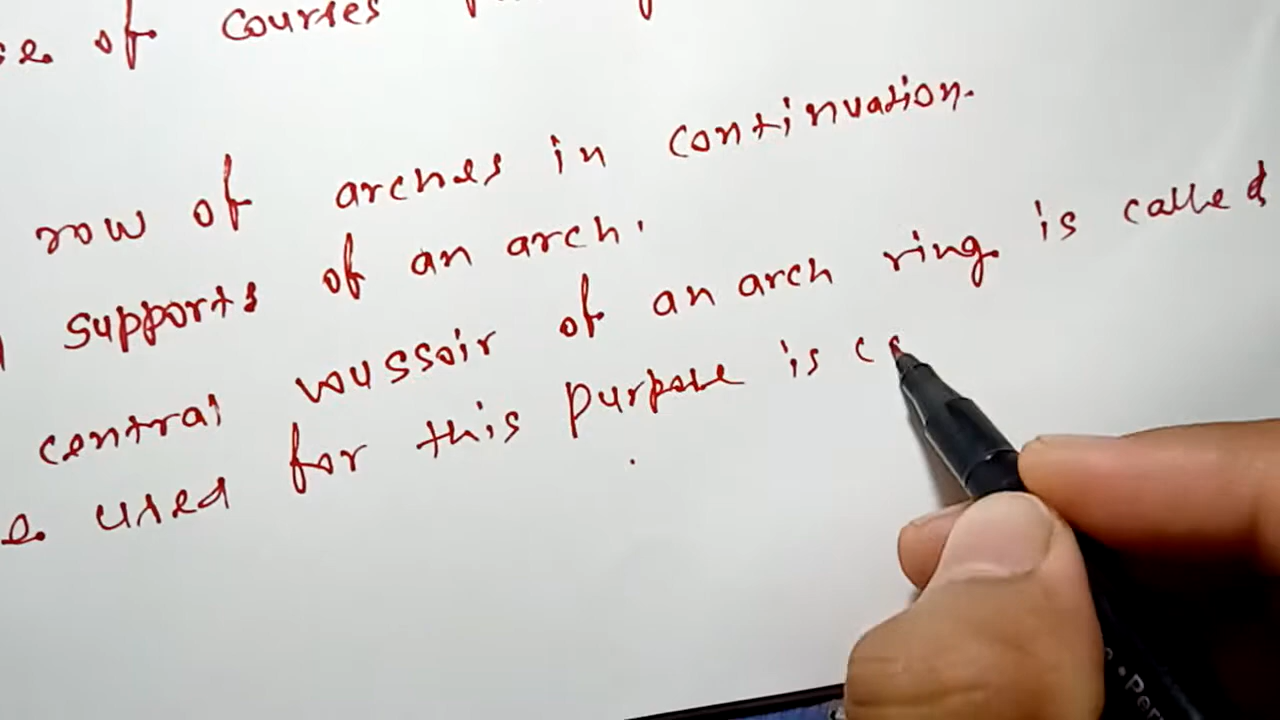 of courses
row of arches in continuation.
supports of an arch.
central voussoir of an arch ring is called
used for this purpose is ca